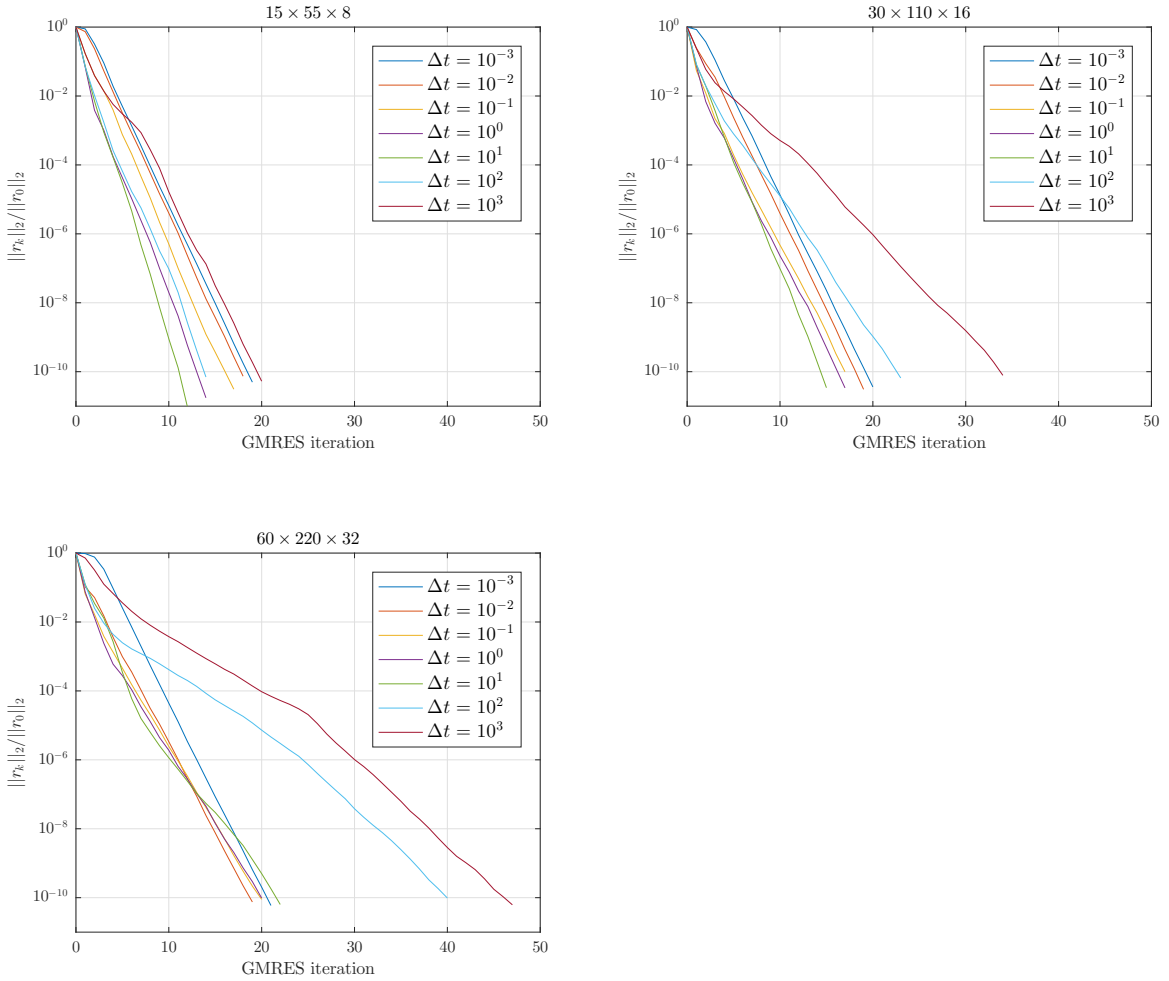 15 × 55 × 8
10^0
10^-2
10^-4
10^-6
10^-8
10^-10
||r_k||_2/||r_0||_2
Δt = 10^-3
Δt = 10^-2
Δt = 10^-1
Δt = 10^0
Δt = 10^1
Δt = 10^2
Δt = 10^3
0 10 20 30 40 50
GMRES iteration
30 × 110 × 16
10^0
10^-2
10^-4
10^-6
10^-8
10^-10
||r_k||_2/||r_0||_2
Δt = 10^-3
Δt = 10^-2
Δt = 10^-1
Δt = 10^0
Δt = 10^1
Δt = 10^2
Δt = 10^3
0 10 20 30 40 50
GMRES iteration
60 × 220 × 32
10^0
10^-2
10^-4
10^-6
10^-8
10^-10
||r_k||_2/||r_0||_2
Δt = 10^-3
Δt = 10^-2
Δt = 10^-1
Δt = 10^0
Δt = 10^1
Δt = 10^2
Δt = 10^3
0 10 20 30 40 50
GMRES iteration